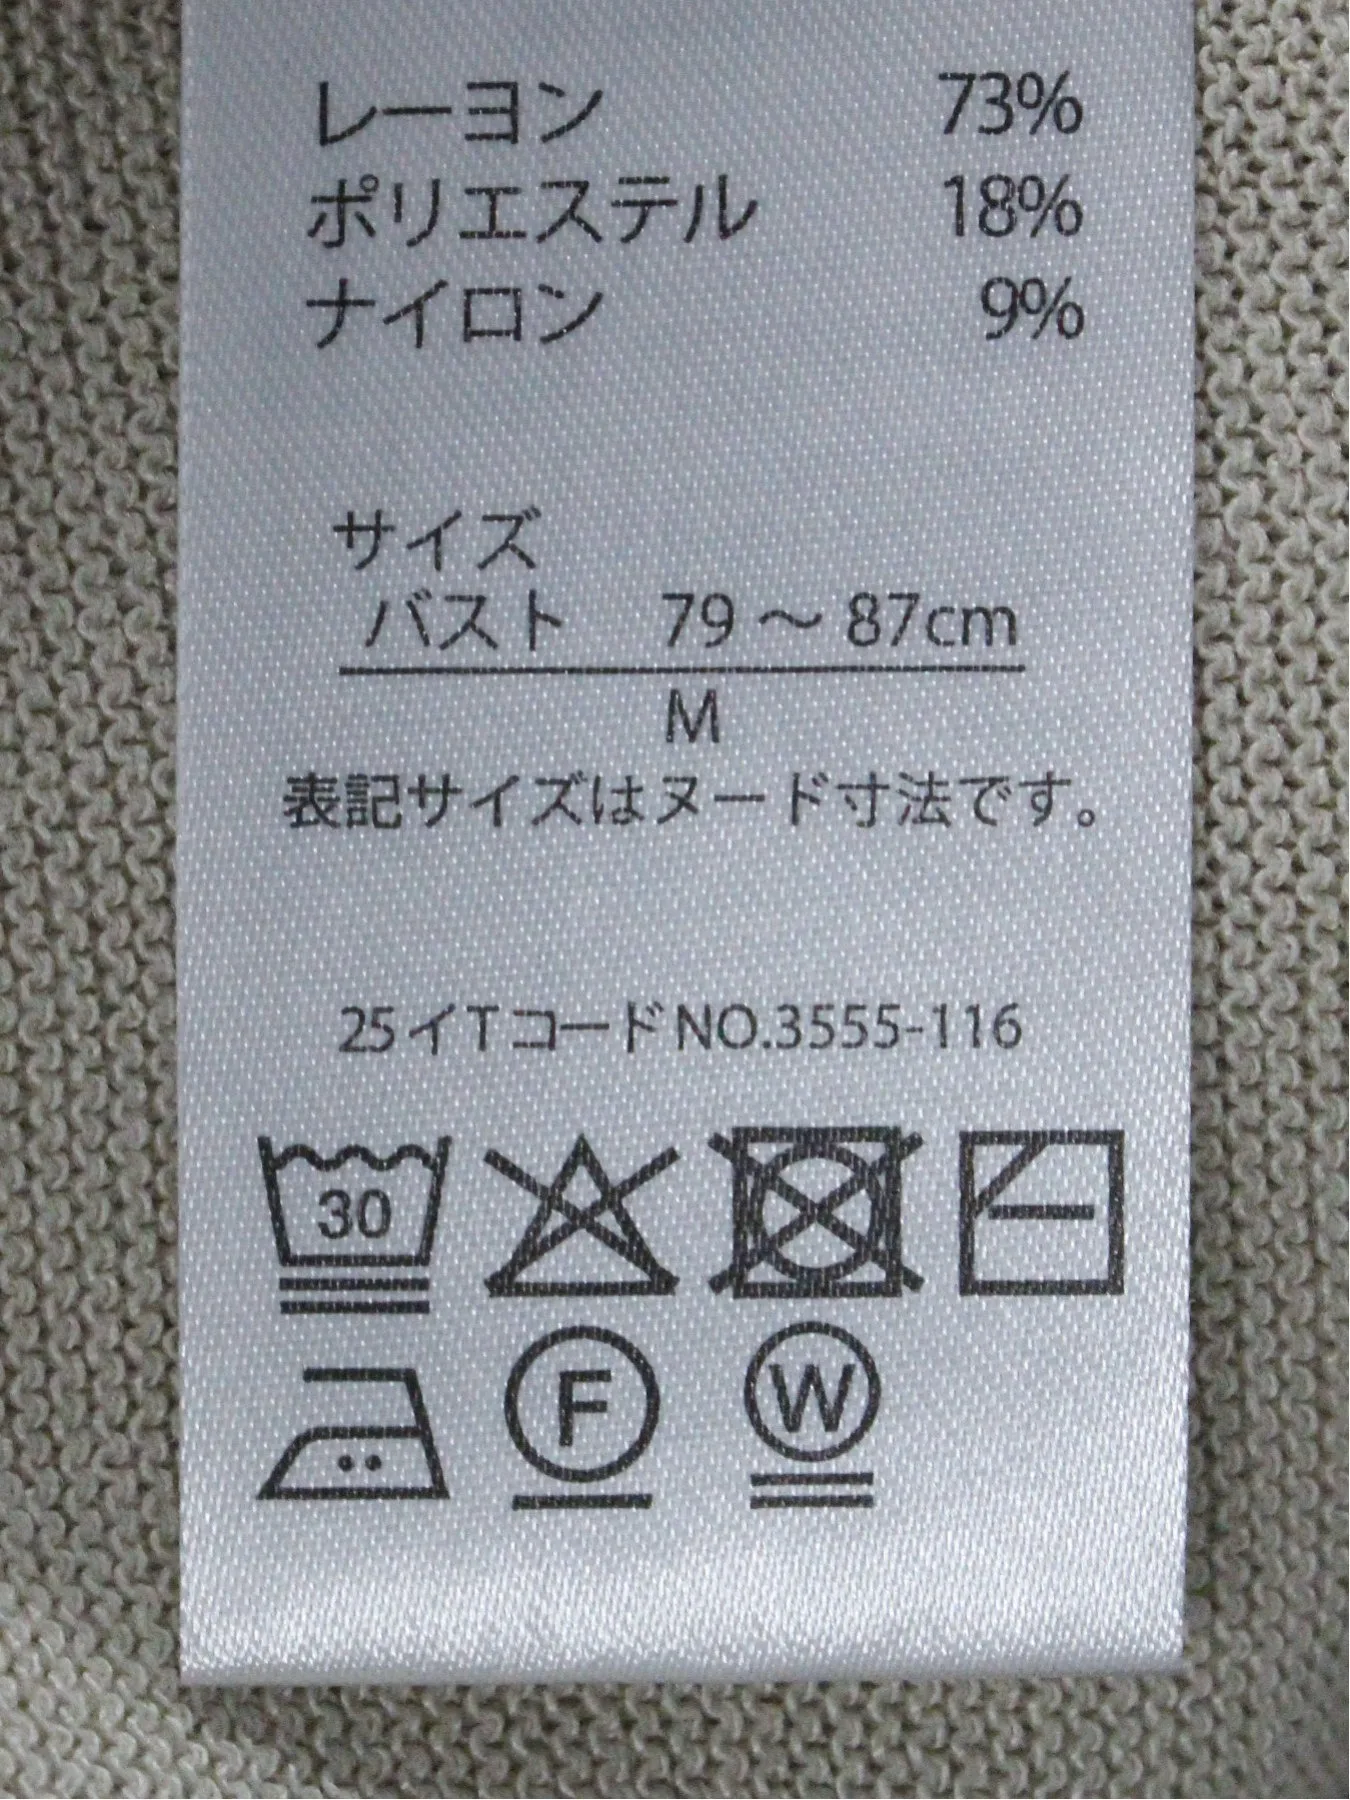 レーヨン 73%
ポリエステル 18%
ナイロン 9%
サイズ
バスト 79～87cm
M
表記サイズはヌード寸法です。
25イTコードNO.3555-116
30
F
W